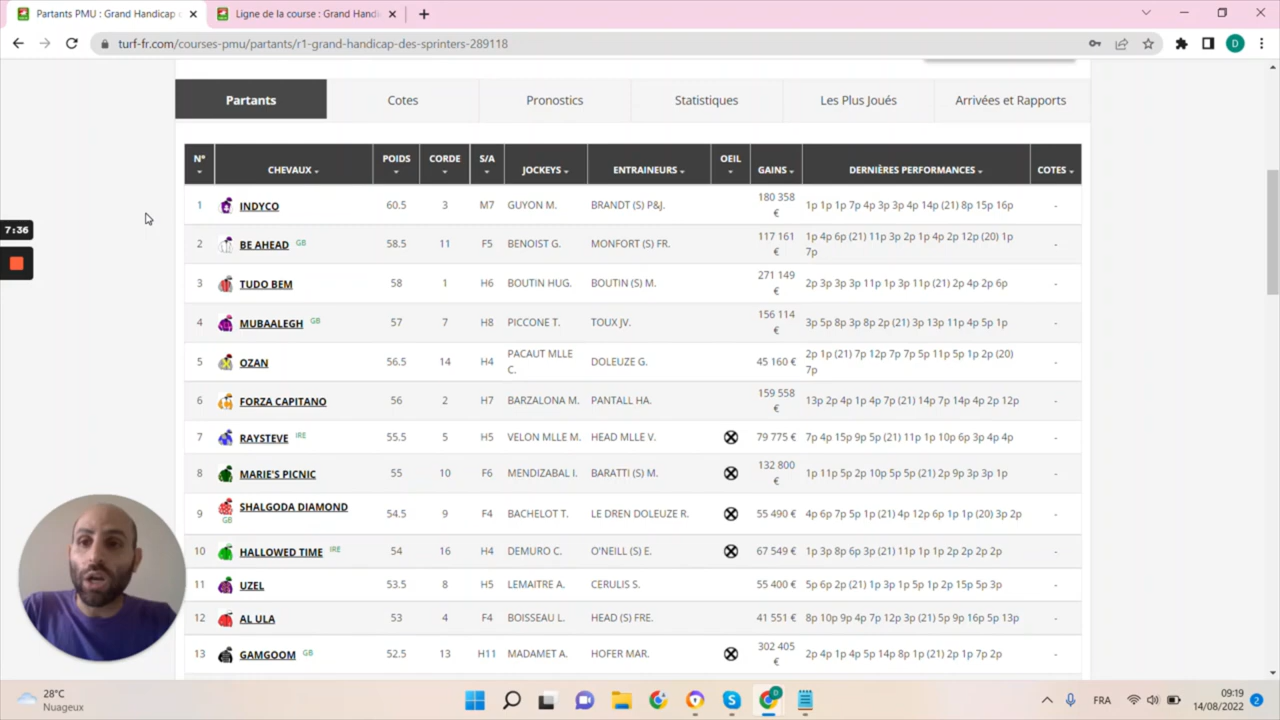 Partants PMU : Grand Handicap
Ligne de la course : Grand Handi
turf-fr.com/courses-pmu/partants/r1-grand-handicap-des-sprinters-289118
D
Partants Cotes Pronostics Statistiques Les Plus Joués Arrivées et Rapports
N° CHEVAUX POIDS CORDE S/A JOCKEYS ENTRAINEURS OEIL GAINS DERNIÈRES PERFORMANCES COTES
1 INDYCO 60.5 3 M7 GUYON M. BRANDT (S) P&J. 180 358 € 1p 1p 1p 7p 4p 3p 3p 4p 14p (21) 8p 15p 16p -
2 BE AHEAD GB 58.5 11 F5 BENOIST G. MONFORT (S) FR. 117 161 € 1p 4p 6p (21) 11p 3p 2p 1p 4p 2p 12p (20) 1p 7p -
3 TUDO BEM 58 1 H6 BOUTIN HUG. BOUTIN (S) M. 271 149 € 2p 3p 3p 3p 11p 1p 3p 11p (21) 2p 4p 2p 6p -
4 MUBAALEGH GB 57 7 H8 PICCONE T. TOUX JV. 156 114 € 3p 5p 8p 3p 8p 2p (21) 3p 13p 11p 4p 5p 1p -
5 OZAN 56.5 14 H4 PACAUT MLLE C. DOLEUZE G. 45 160 € 2p 1p (21) 7p 12p 7p 7p 5p 11p 5p 1p 2p (20) 7p -
6 FORZA CAPITANO 56 2 H7 BARZALONA M. PANTALL HA. 159 558 € 13p 2p 4p 1p 4p 7p (21) 14p 7p 14p 4p 2p 12p -
7 RAYSTEVE IRE 55.5 5 H5 VELON MLLE M. HEAD MLLE V. 79 775 € 7p 4p 15p 9p 5p (21) 11p 1p 10p 6p 3p 4p 4p -
8 MARIE'S PICNIC 55 10 F6 MENDIZABAL I. BARATTI (S) M. 132 800 € 1p 11p 5p 2p 10p 5p 5p (21) 2p 9p 3p 3p 1p -
9 SHALGODA DIAMOND GB 54.5 9 F4 BACHELOT T. LE DREN DOLEUZE R. 55 490 € 4p 6p 7p 5p 1p (21) 4p 12p 6p 1p 1p (20) 3p 2p -
10 HALLOWED TIME IRE 54 16 H4 DEMURO C. O'NEILL (S) E. 67 549 € 1p 3p 8p 6p 3p (21) 11p 1p 1p 2p 2p 2p 2p -
11 UZEL 53.5 8 H5 LEMAITRE A. CERULIS S. 55 400 € 5p 6p 2p (21) 1p 3p 1p 5p 1p 2p 15p 5p 3p -
12 AL ULA 53 4 F4 BOISSEAU L. HEAD (S) FRE. 41 551 € 8p 10p 9p 4p 7p 12p 3p (21) 5p 9p 16p 5p 13p -
13 GAMGOOM GB 52.5 13 H11 MADAMET A. HOFER MAR. 302 405 € 2p 4p 1p 4p 5p 14p 8p 1p (21) 2p 1p 7p 2p -
7:36
28°C
Nuageux
FRA
09:19
14/08/2022
2